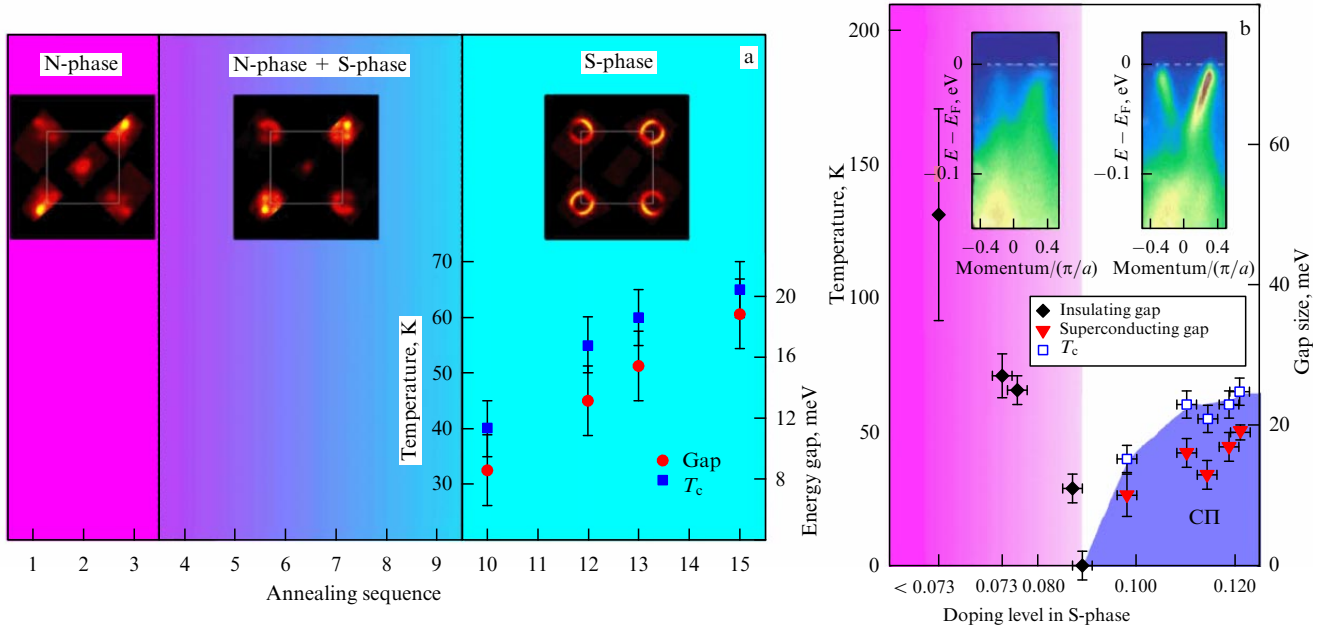 a
N-phase
N-phase + S-phase
S-phase
70
60
50
40
30
Temperature, K
20
16
12
8
Energy gap, meV
Gap
Tc
1 2 3 4 5 6 7 8 9 10 11 12 13 14 15
Annealing sequence
b
200
150
100
50
0
Temperature, K
0
−0.1
E − EF, eV
−0.4 0 0.4
Momentum/(π/a)
0
−0.1
E − EF, eV
−0.4 0 0.4
Momentum/(π/a)
Insulating gap
Superconducting gap
Tc
СП
60
40
20
0
Gap size, meV
< 0.073 0.073 0.080 0.100 0.120
Doping level in S-phase